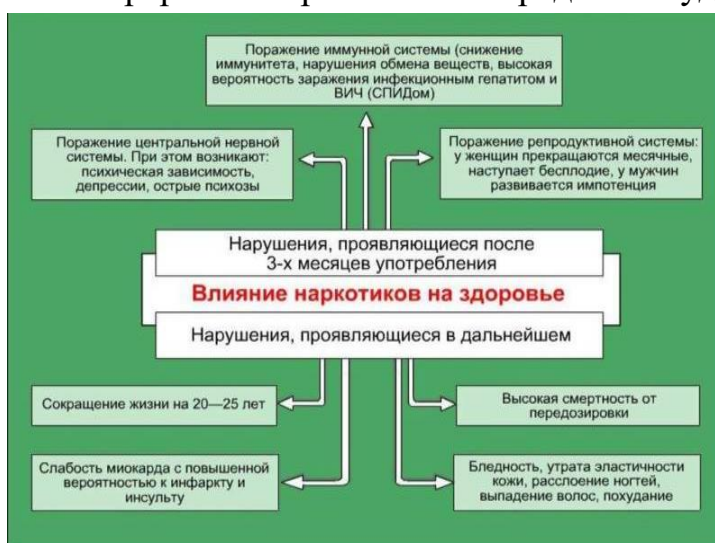 Поражение иммунной системы (снижение
иммунитета, нарушения обмена веществ, высокая
вероятность заражения инфекционным гепатитом и
ВИЧ (СПИДом)
Поражение центральной нервной
системы. При этом возникают:
психическая зависимость,
депрессии, острые психозы
Поражение репродуктивной системы:
у женщин прекращаются месячные,
наступает бесплодие, у мужчин
развивается импотенция
Нарушения, проявляющиеся после
3-х месяцев употребления
Влияние наркотиков на здоровье
Нарушения, проявляющиеся в дальнейшем
Сокращение жизни на 20—25 лет
Высокая смертность от
передозировки
Слабость миокарда с повышенной
вероятностью к инфаркту и
инсульту
Бледность, утрата эластичности
кожи, расслоение ногтей,
выпадение волос, похудание